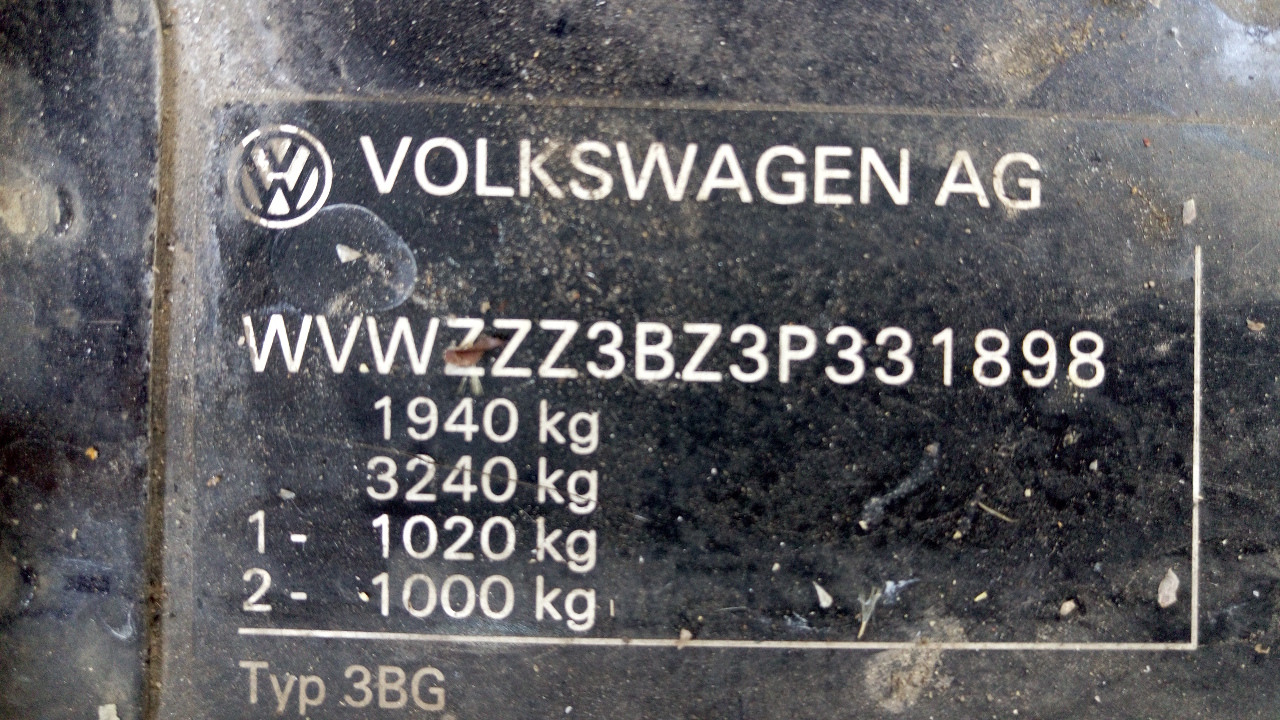 VOLKSWAGEN AG
WVWZZZ3BZ3P331898
1940 kg
3240 kg
1 - 1020 kg
2 - 1000 kg
Typ 3BG